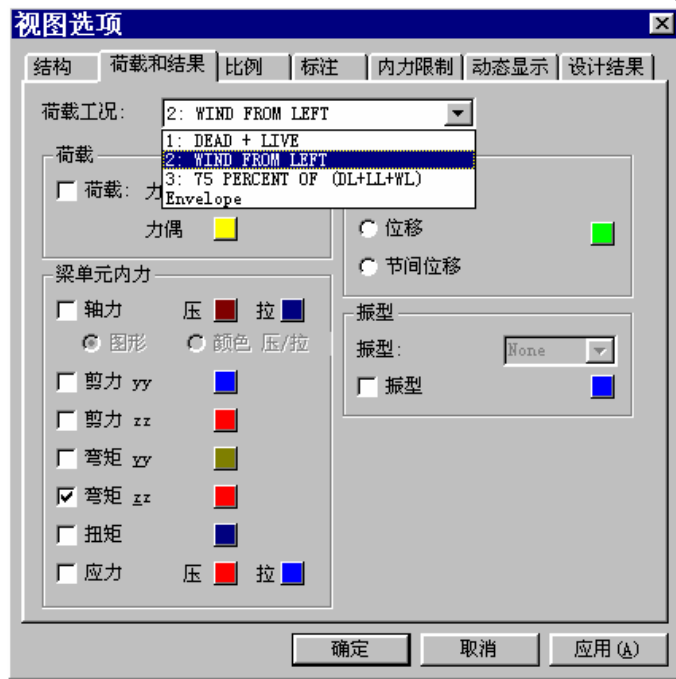 视图选项
结构 荷载和结果 比例 标注 内力限制 动态显示 设计结果
荷载工况: 2: WIND FROM LEFT
1: DEAD + LIVE
2: WIND FROM LEFT
3: 75 PERCENT OF (DL+LL+WL)
Envelope
荷载
荷载: 力
力偶
位移
节间位移
梁单元内力
轴力 压 拉
图形 颜色 压/拉
剪力 yy
剪力 zz
弯矩 yy
弯矩 zz
扭矩
应力 压 拉
振型
振型: None
振型
确定 取消 应用(A)